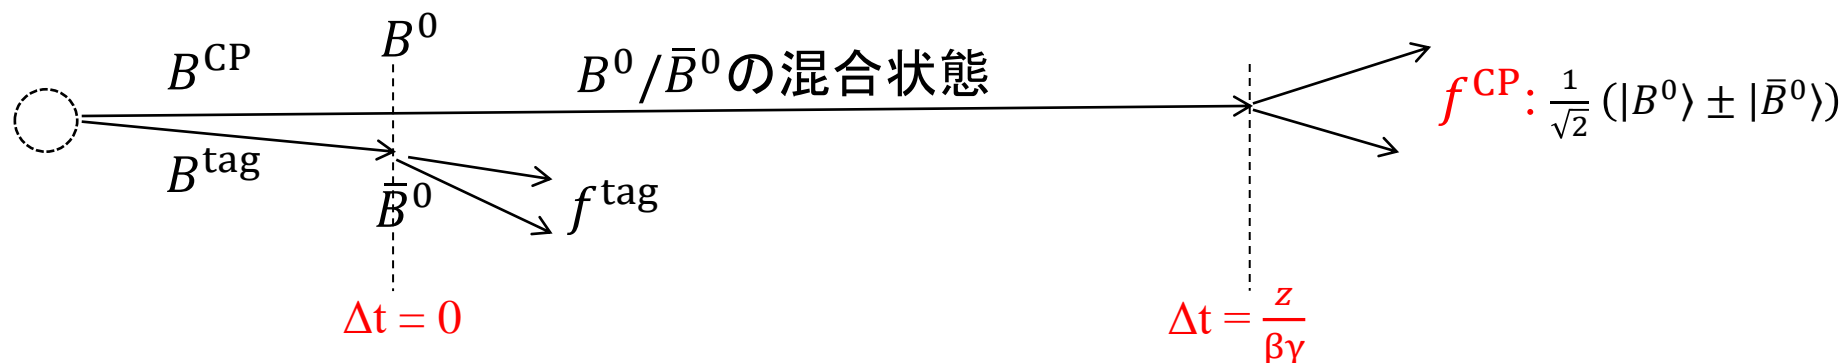 B^CP
B^0
B^0/B̄^0の混合状態
f^CP: 1/√2 (|B^0⟩ ± |B̄^0⟩)
B^tag
B̄^0
f^tag
Δt = 0
Δt = z/βγ